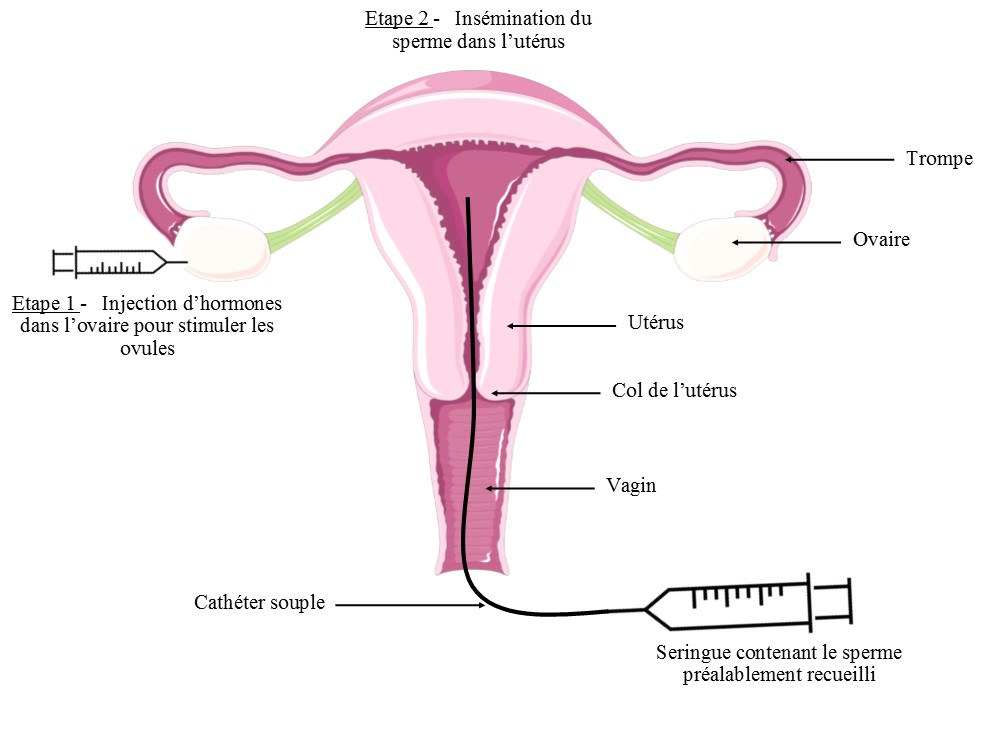 Etape 2 - Insémination du
sperme dans l'utérus
Trompe
Ovaire
Etape 1 - Injection d'hormones
dans l'ovaire pour stimuler les
ovules
Utérus
Col de l'utérus
Vagin
Cathéter souple
Seringue contenant le sperme
préalablement recueilli